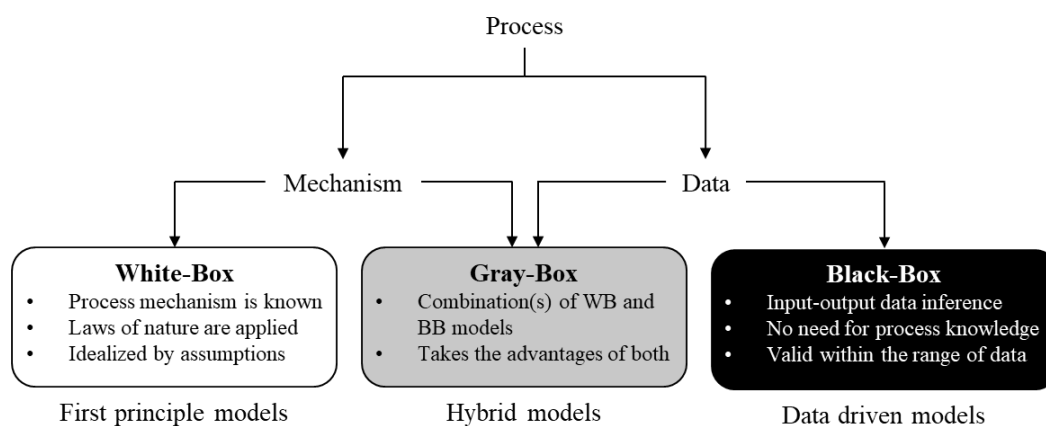 Process
Mechanism
Data
White-Box
• Process mechanism is known
• Laws of nature are applied
• Idealized by assumptions
Gray-Box
• Combination(s) of WB and
BB models
• Takes the advantages of both
Black-Box
• Input-output data inference
• No need for process knowledge
• Valid within the range of data
First principle models
Hybrid models
Data driven models